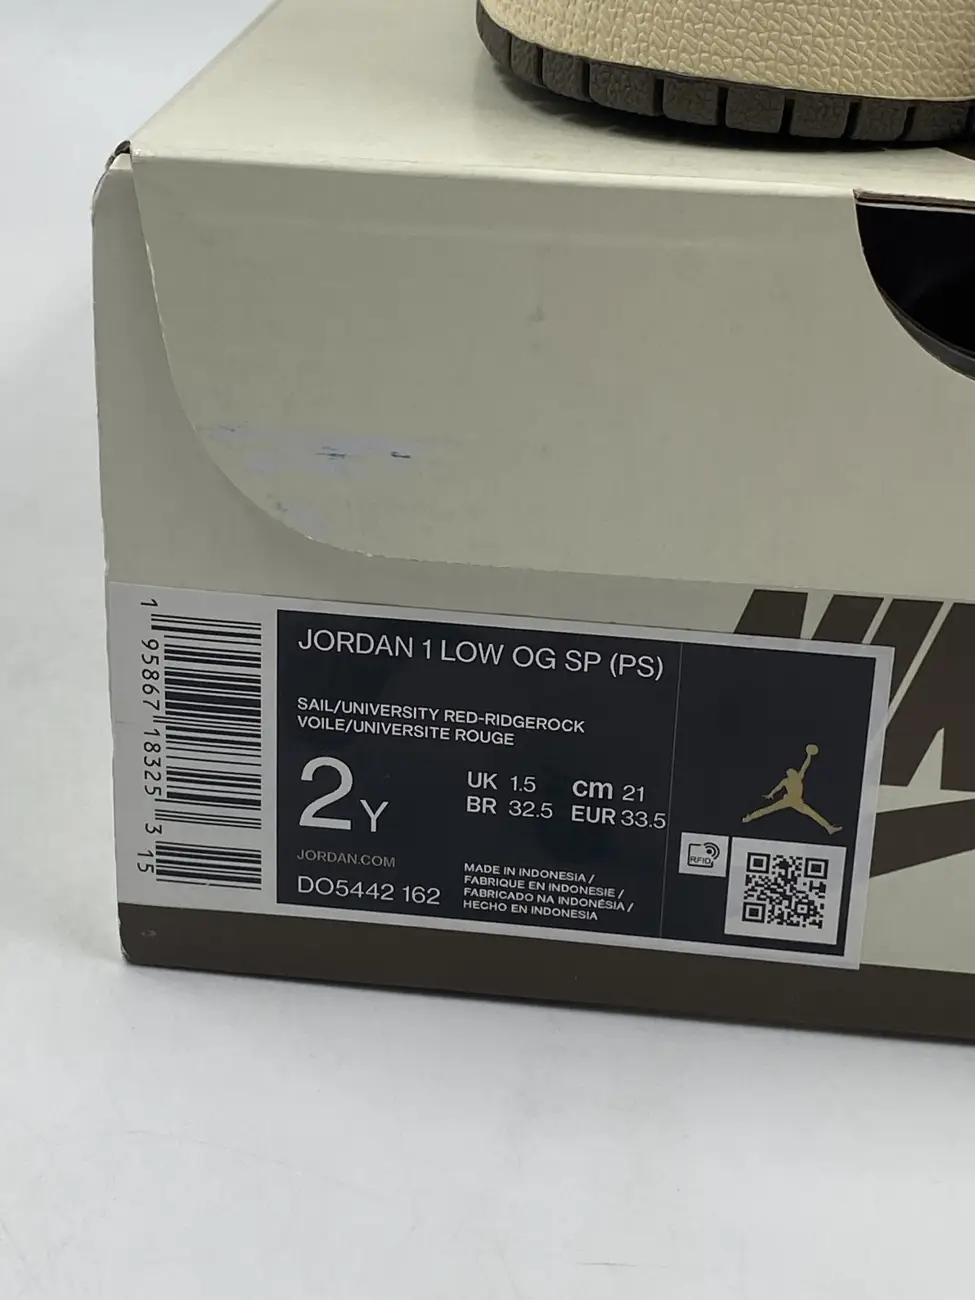 JORDAN 1 LOW OG SP (PS)
SAIL/UNIVERSITY RED-RIDGEROCK
VOILE/UNIVERSITE ROUGE
2Y
UK 1.5 cm 21
BR 32.5 EUR 33.5
JORDAN.COM
DO5442 162
MADE IN INDONESIA /
FABRIQUE EN INDONESIE /
FABRICADO NA INDONÉSIA /
HECHO EN INDONESIA
RFID
1 95867 18325 3 15